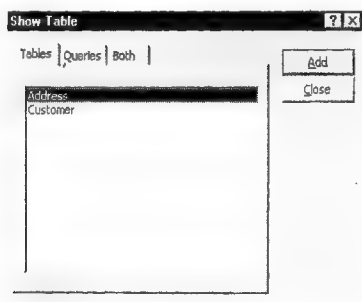 Show Table
Tables Queries Both
Add
Close
Address
Customer